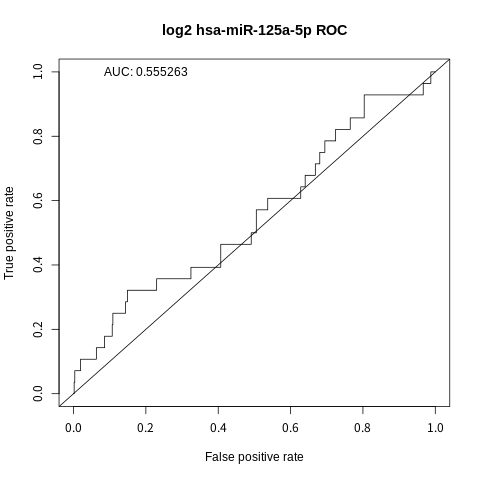 log2 hsa-miR-125a-5p ROC
AUC: 0.555263
True positive rate
1.0
0.8
0.6
0.4
0.2
0.0
0.0 0.2 0.4 0.6 0.8 1.0
False positive rate